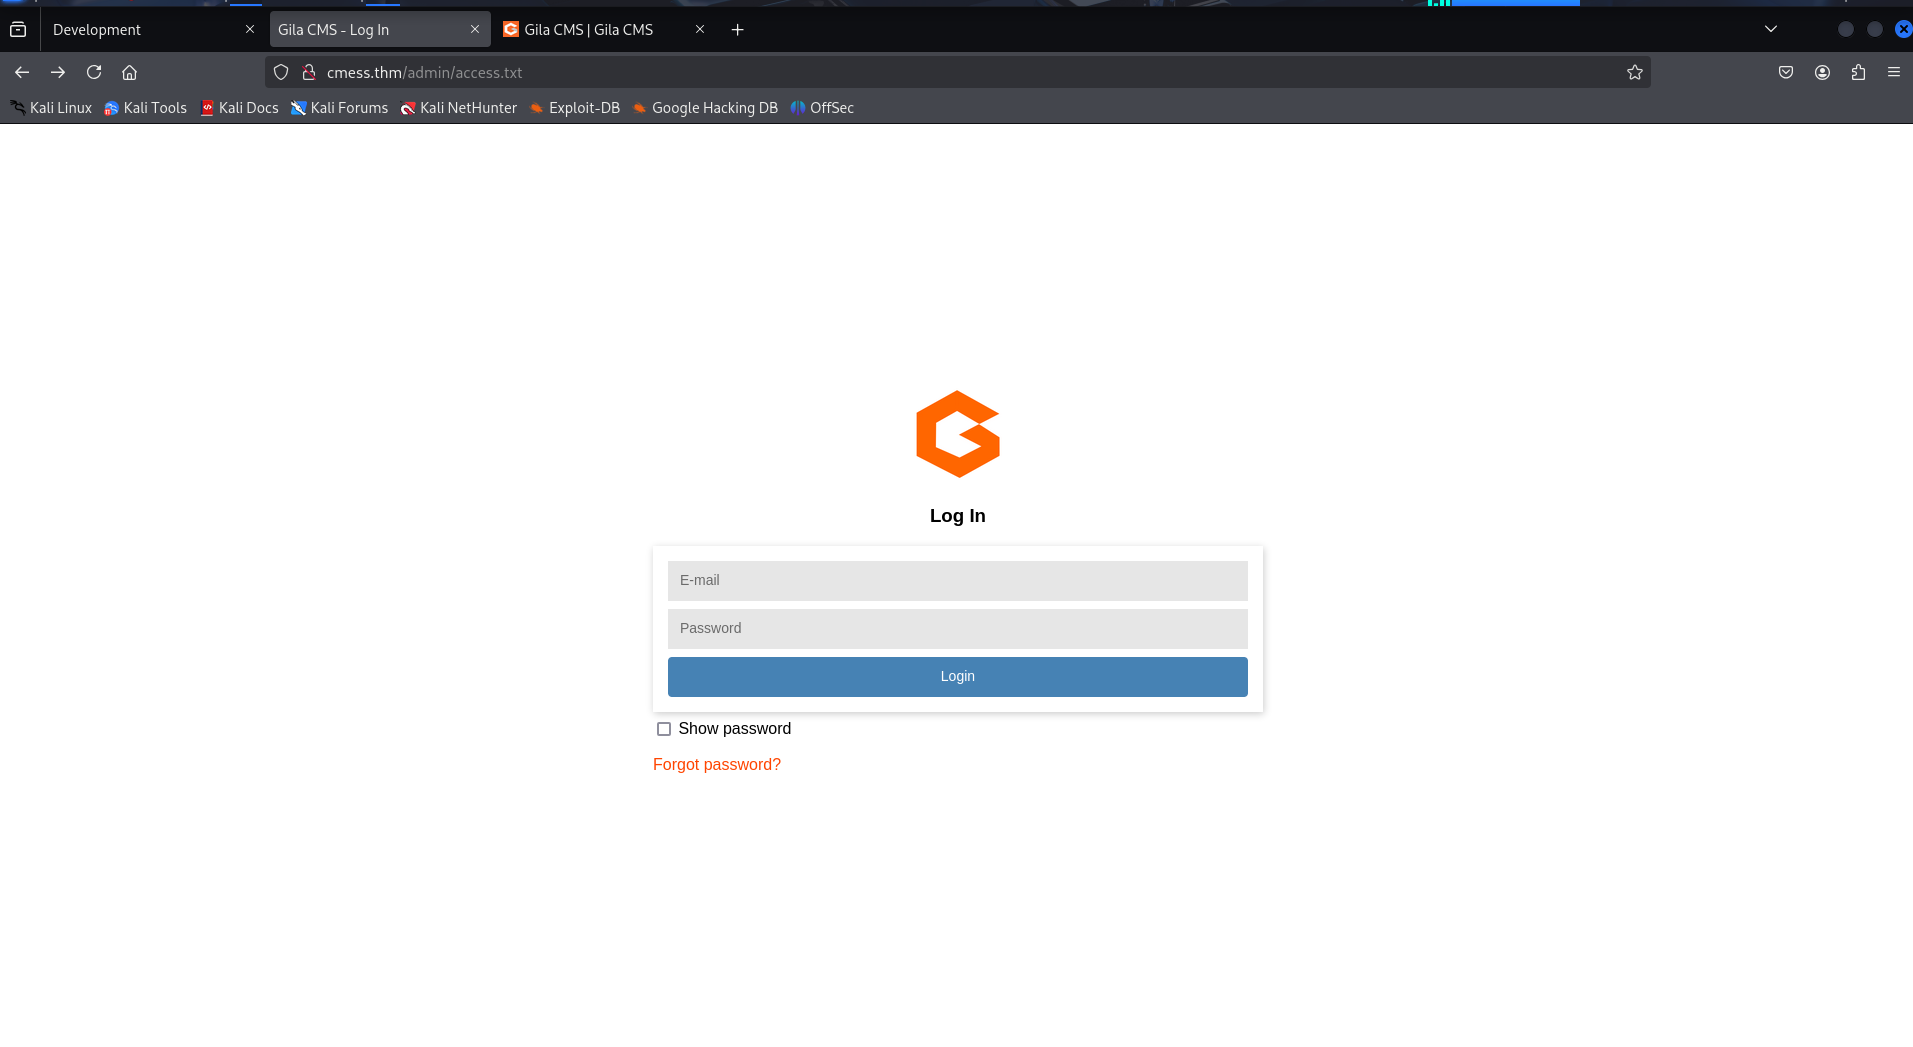 Development
Gila CMS - Log In
Gila CMS | Gila CMS
cmess.thm/admin/access.txt
Kali Linux
Kali Tools
Kali Docs
Kali Forums
Kali NetHunter
Exploit-DB
Google Hacking DB
OffSec
Log In
E-mail
Password
Login
Show password
Forgot password?